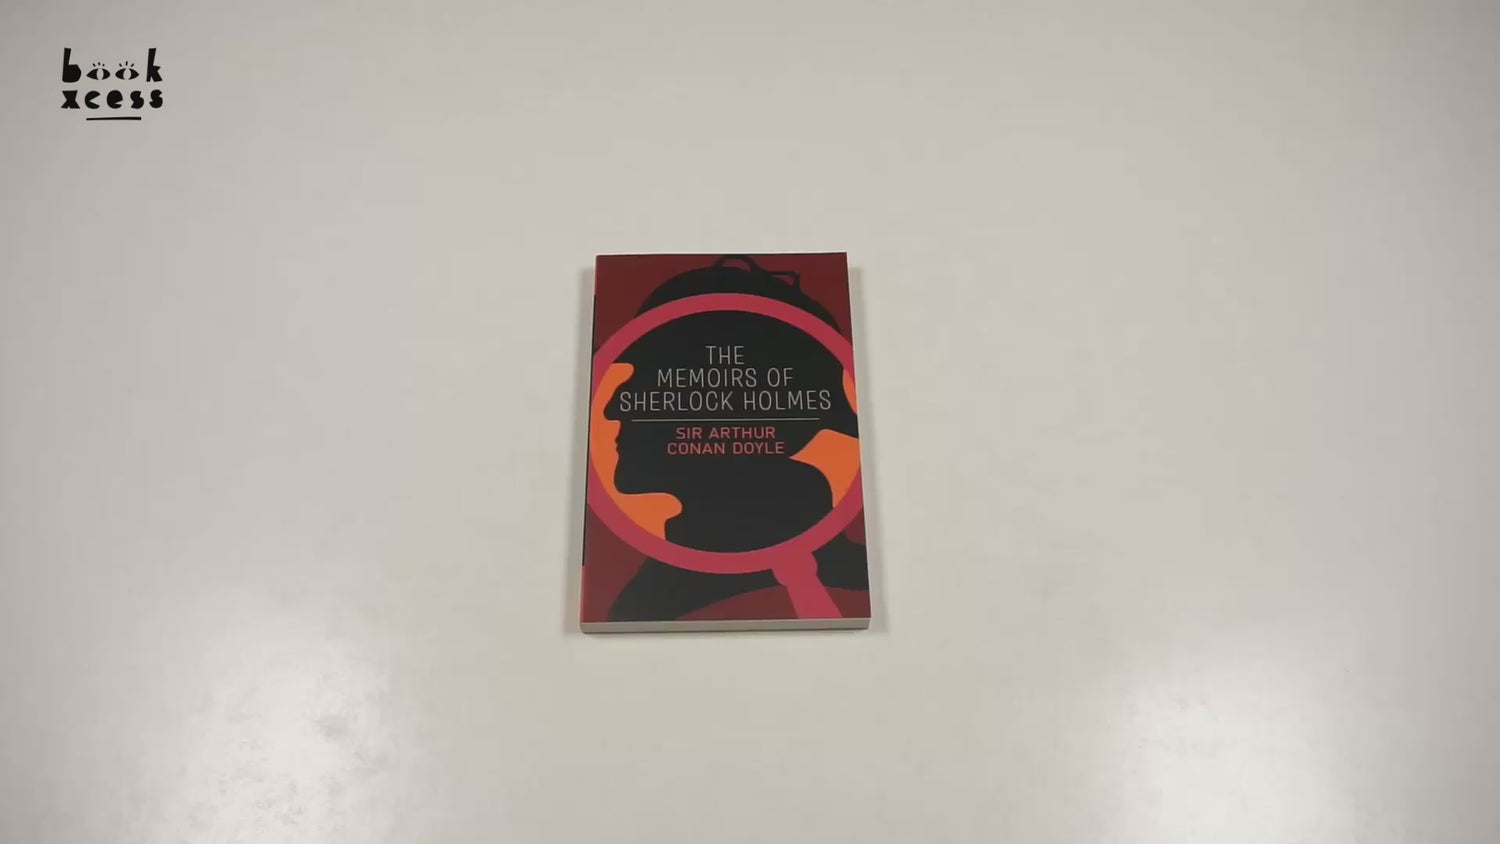 book
xcess
THE
MEMOIRS OF
SHERLOCK HOLMES
SIR ARTHUR
CONAN DOYLE